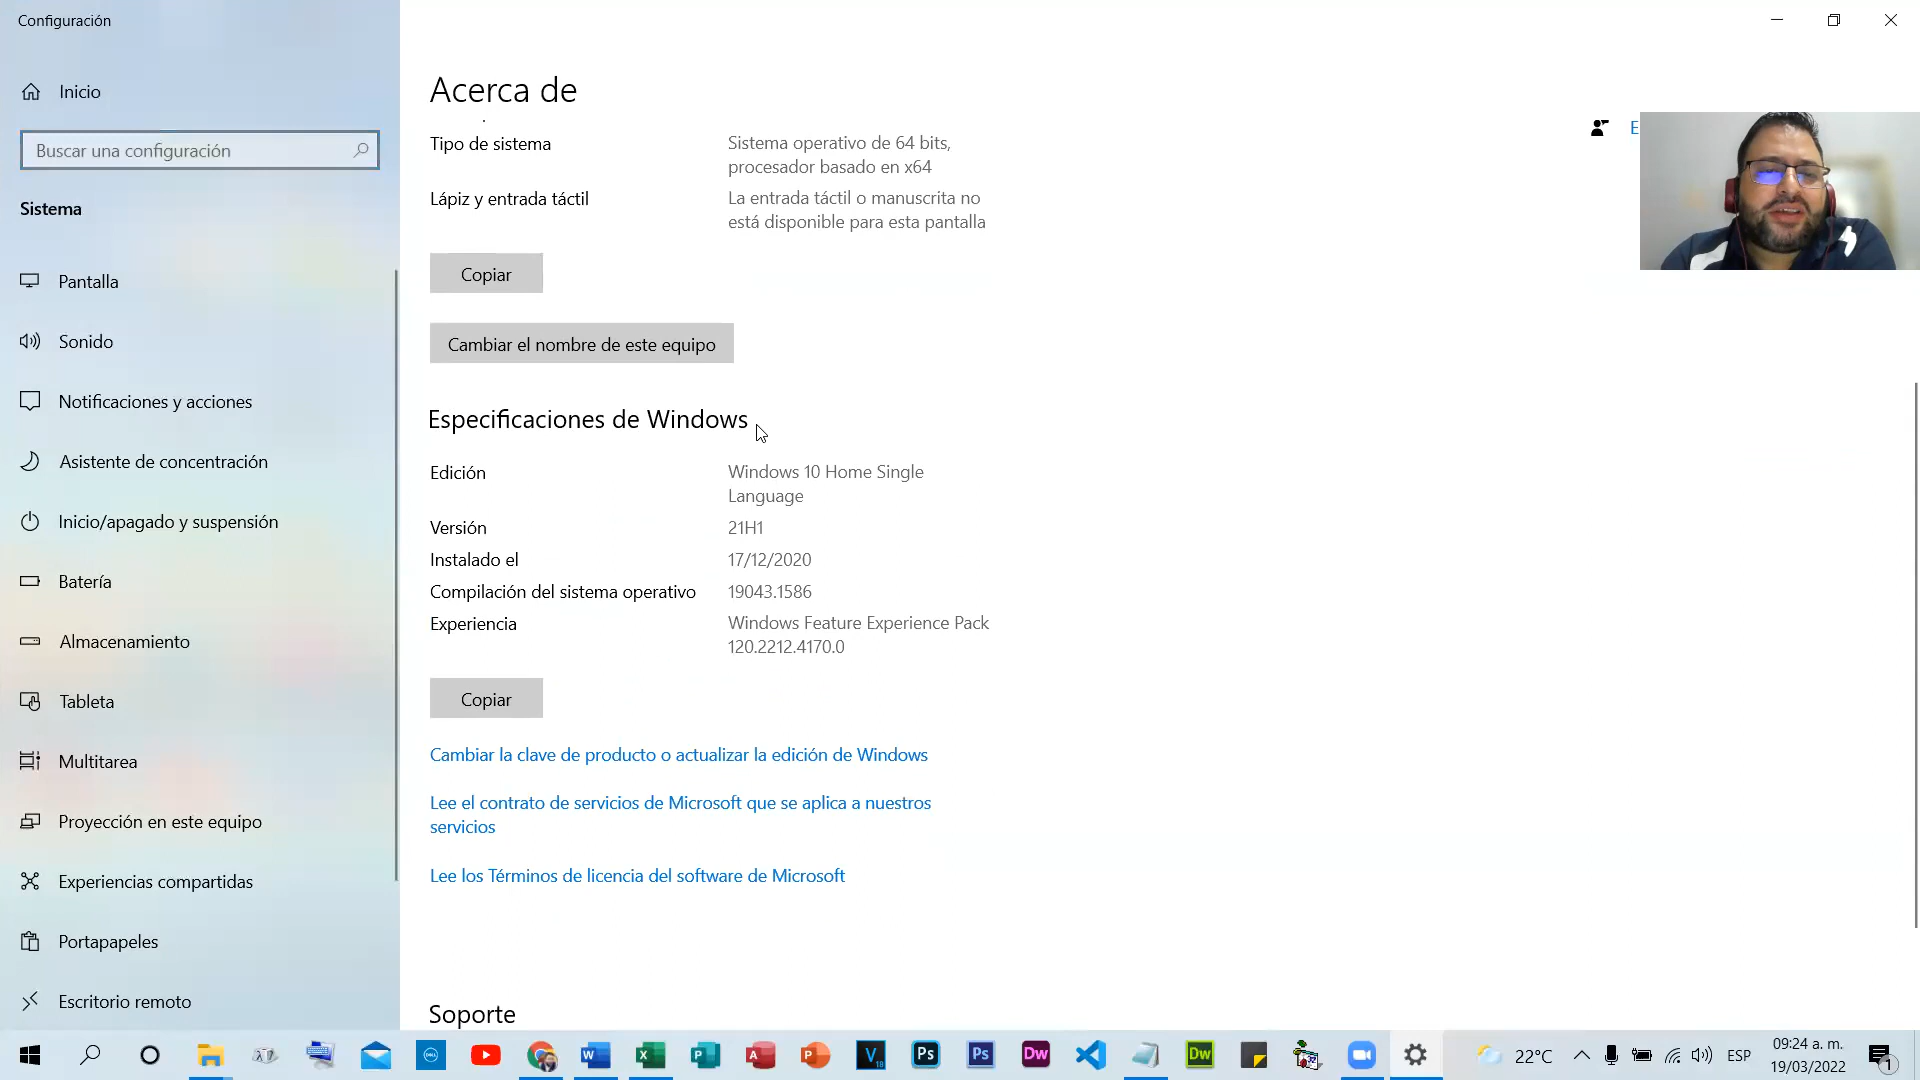 Configuración
Inicio
Buscar una configuración
Sistema
Pantalla
Sonido
Notificaciones y acciones
Asistente de concentración
Inicio/apagado y suspensión
Batería
Almacenamiento
Tableta
Multitarea
Proyección en este equipo
Experiencias compartidas
Portapapeles
Escritorio remoto
Acerca de
Tipo de sistema
Sistema operativo de 64 bits,
procesador basado en x64
Lápiz y entrada táctil
La entrada táctil o manuscrita no
está disponible para esta pantalla
Copiar
Cambiar el nombre de este equipo
Especificaciones de Windows
Edición
Windows 10 Home Single
Language
Versión
21H1
Instalado el
17/12/2020
Compilación del sistema operativo
19043.1586
Experiencia
Windows Feature Experience Pack
120.2212.4170.0
Copiar
Cambiar la clave de producto o actualizar la edición de Windows
Lee el contrato de servicios de Microsoft que se aplica a nuestros
servicios
Lee los Términos de licencia del software de Microsoft
Soporte
E
DELL
W
X
P
A
P
V
19
Ps
Ps
Dw
Dw
22°C
ESP
09:24 a. m.
19/03/2022
1